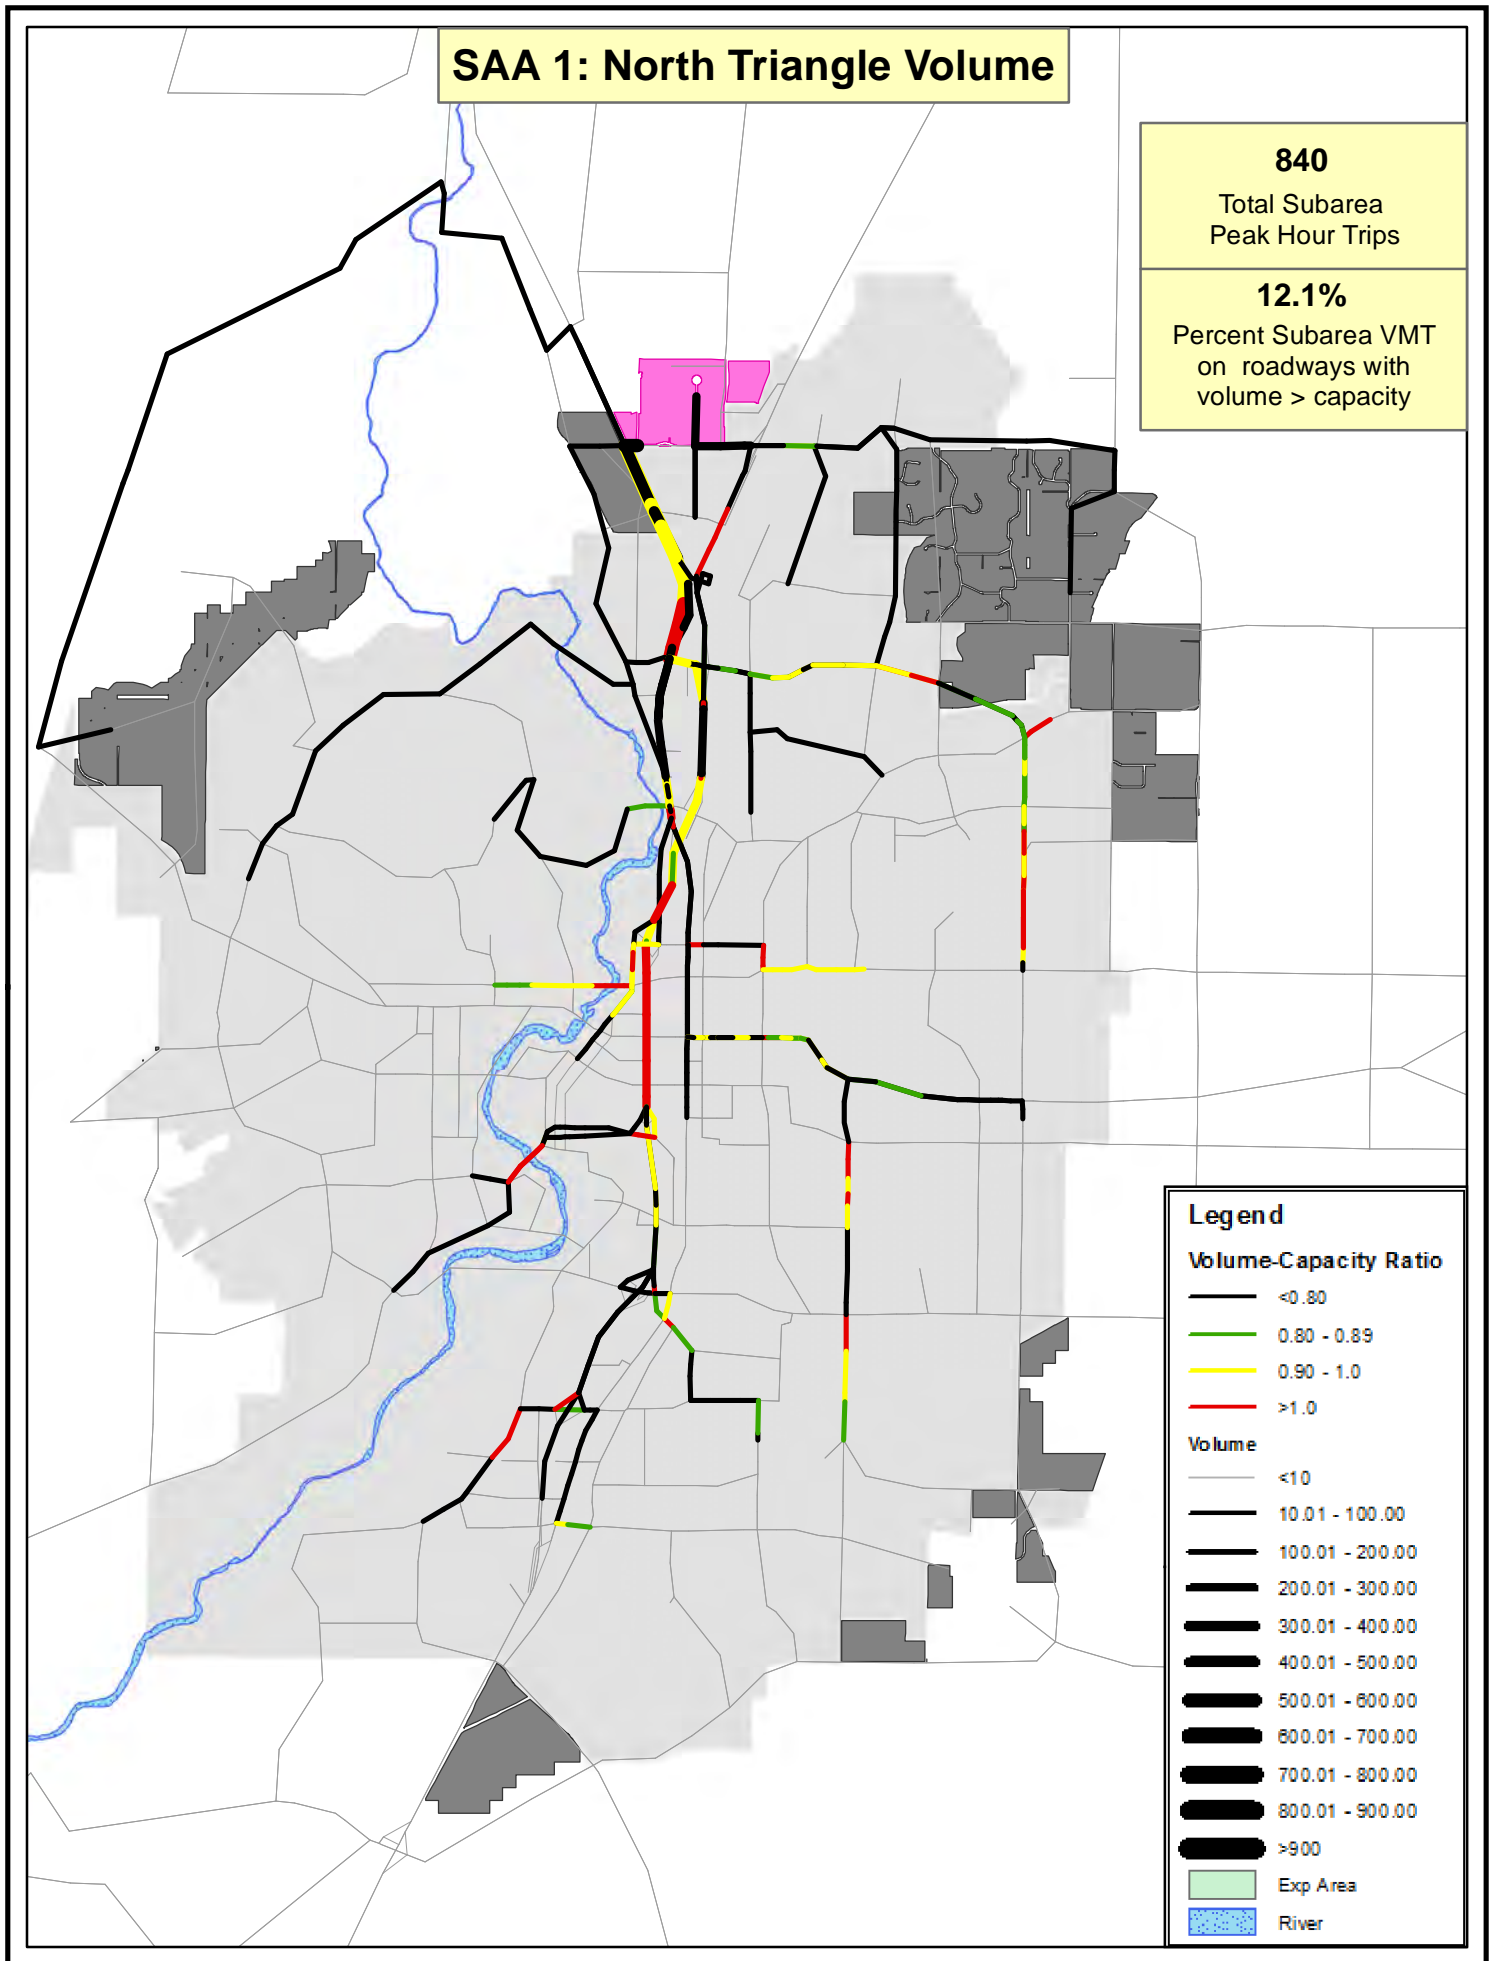 SAA 1: North Triangle Volume
840
Total Subarea
Peak Hour Trips
12.1%
Percent Subarea VMT
on roadways with
volume > capacity
Legend
Volume-Capacity Ratio
<0.80
0.80 - 0.89
0.90 - 1.0
>1.0
Volume
<10
10.01 - 100.00
100.01 - 200.00
200.01 - 300.00
300.01 - 400.00
400.01 - 500.00
500.01 - 600.00
600.01 - 700.00
700.01 - 800.00
800.01 - 900.00
>900
Exp Area
River